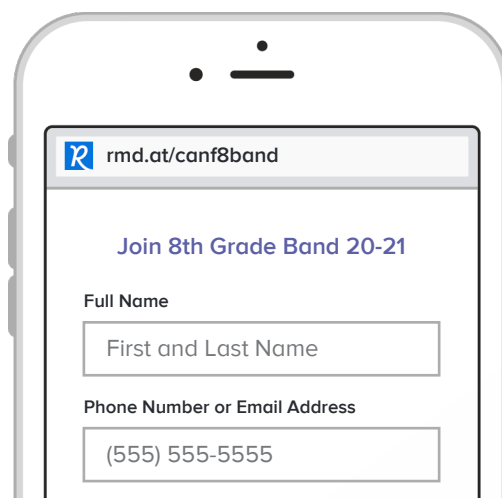 rmd.at/canf8band
Join 8th Grade Band 20-21
Full Name
First and Last Name
Phone Number or Email Address
(555) 555-5555